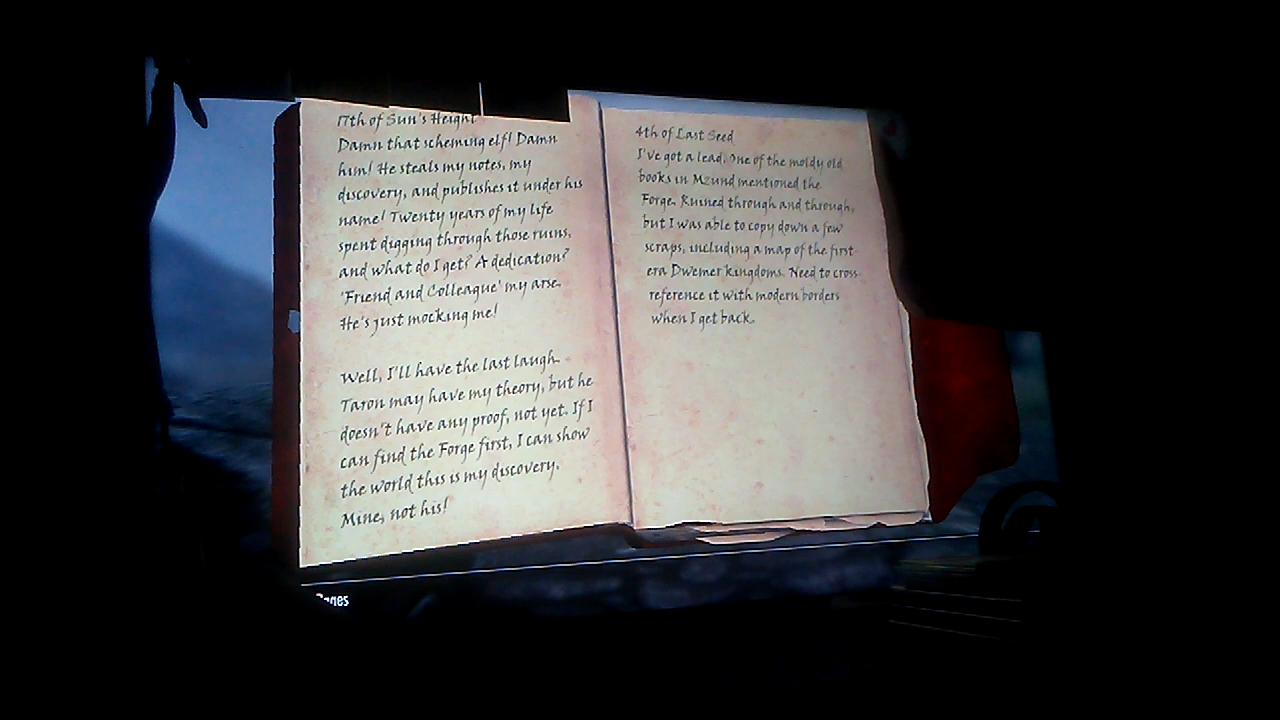 17th of Sun's Height
Damn that scheming elf! Damn
him! He steals my notes, my
discovery, and publishes it under his
name! Twenty years of my life
spent digging through those ruins,
and what do I get? A dedication?
'Friend and Colleague' my arse.
He's just mocking me!
Well, I'll have the last laugh.
Taron may have my theory, but he
doesn't have any proof, not yet. If I
can find the Forge first, I can show
the world this is my discovery.
Mine, not his!
4th of Last Seed
I've got a lead. One of the moldy old
books in Mzund mentioned the
Forge. Ruined through and through,
but I was able to copy down a few
scraps, including a map of the first-
era Dwemer kingdoms. Need to cross-
reference it with modern borders
when I get back.